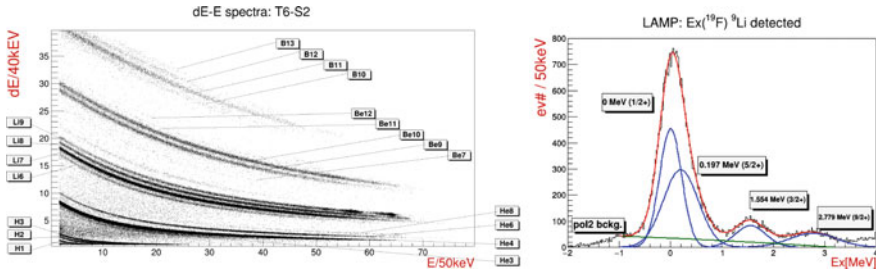 dE-E spectra: T6-S2
dE/40kEV
35
30
25
20
15
10
5
10
20
30
40
50
60
70
E/50keV
B13
B12
B11
B10
Be12
Be11
Be10
Be9
Be7
Li9
Li8
Li7
Li6
H3
H2
H1
He8
He6
He4
He3
LAMP: Ex(¹⁹F) ⁹Li detected
ev# / 50keV
800
700
600
500
400
300
200
100
0
-1
0
1
2
3
4
Ex[MeV]
0 MeV (1/2+)
0.197 MeV (5/2+)
1.554 MeV (3/2+)
2.779 MeV (9/2+)
pol2 bckg.